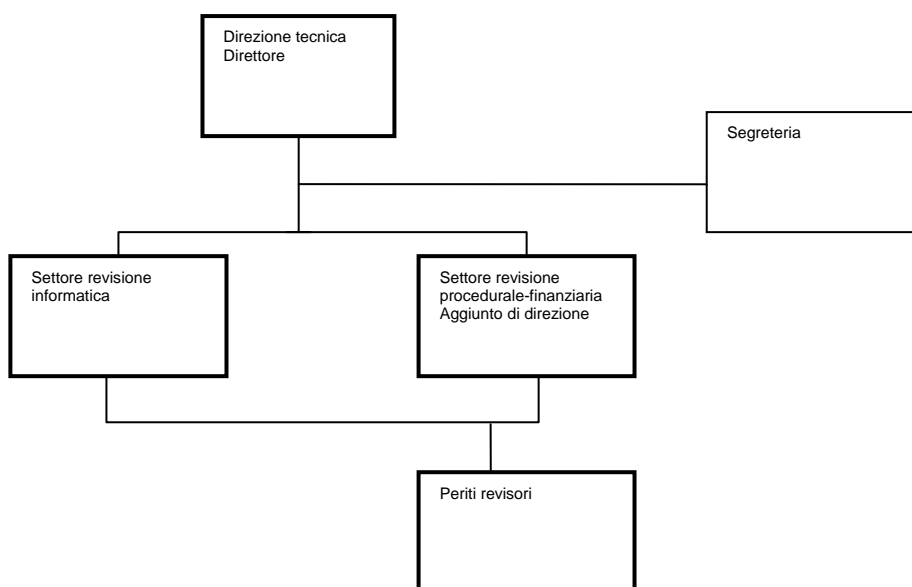 Direzione tecnica
Direttore
Segreteria
Settore revisione
informatica
Settore revisione
procedurale-finanziaria
Aggiunto di direzione
Periti revisori